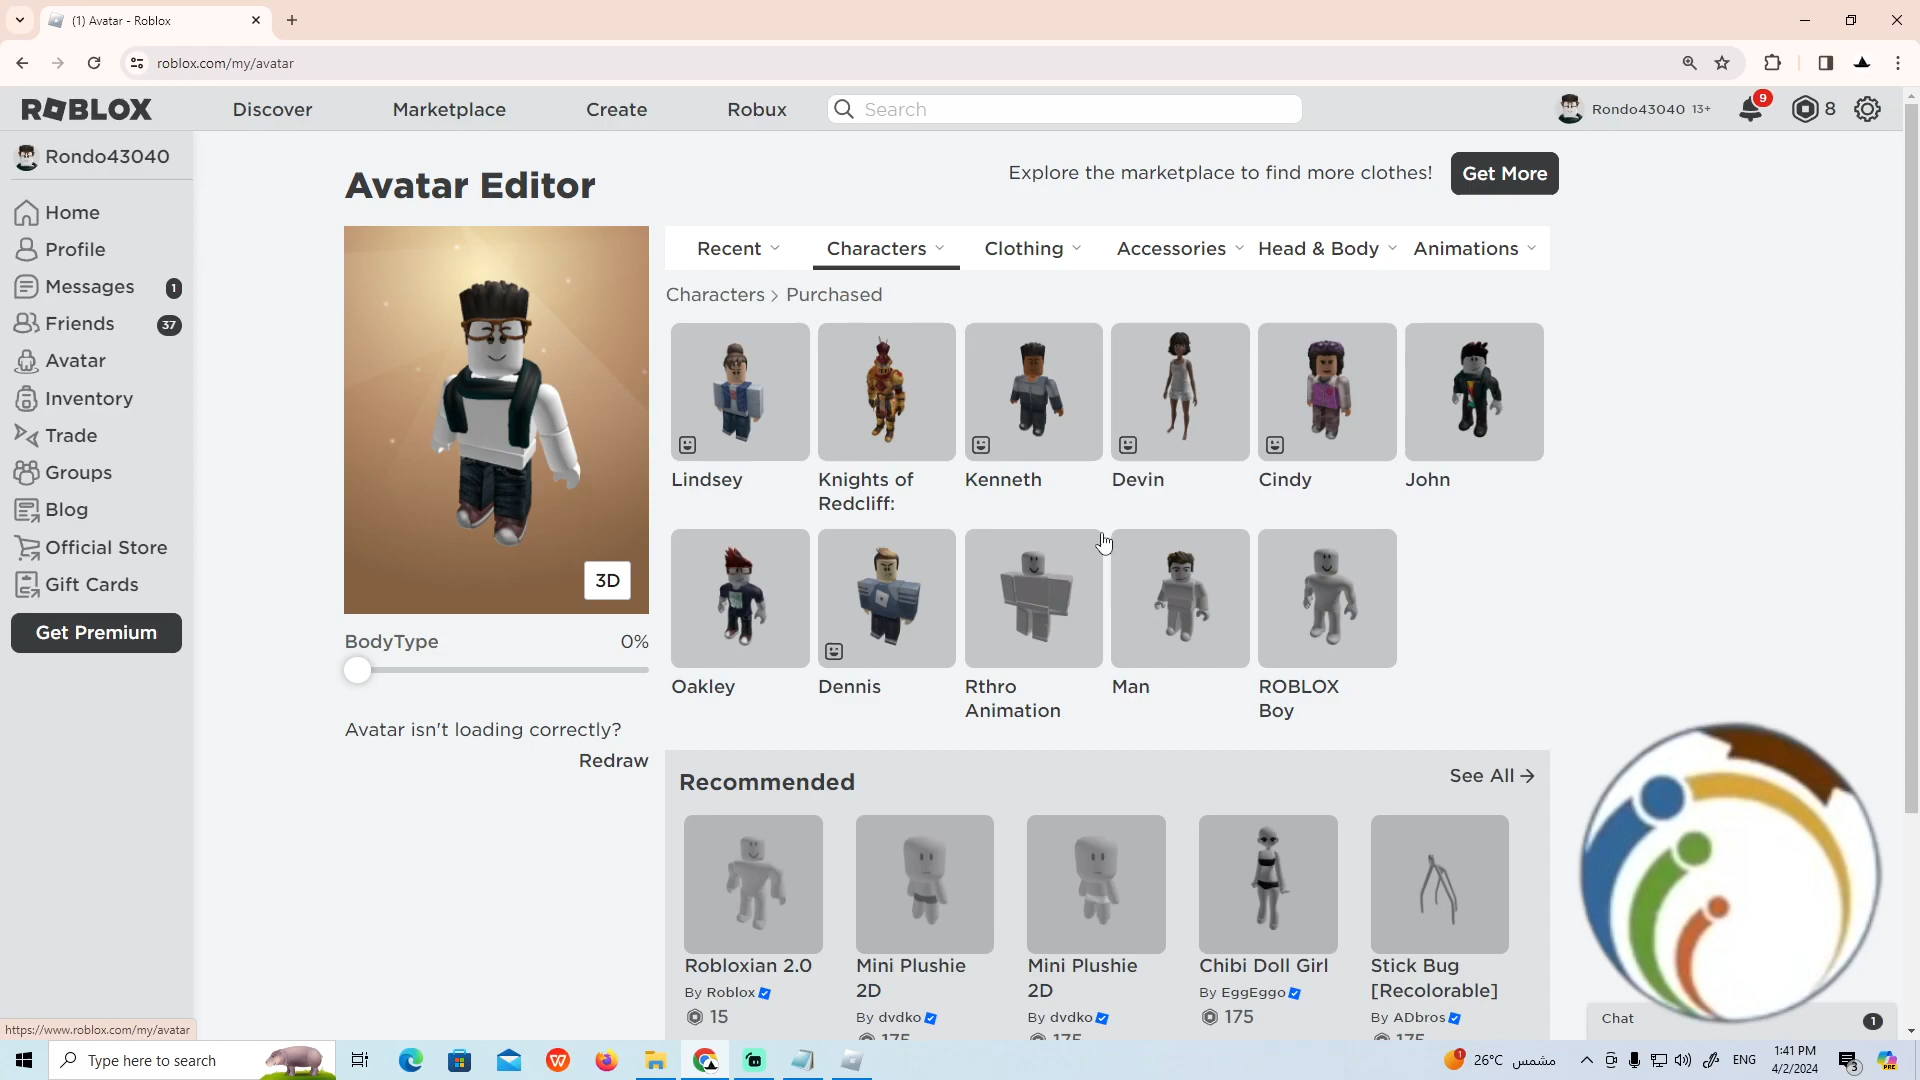 (1) Avatar - Roblox
roblox.com/my/avatar
ROBLOX
Discover
Marketplace
Create
Robux
Search
Rondo43040 13+
9
8
Rondo43040
Home
Profile
Messages 1
Friends 37
Avatar
Inventory
Trade
Groups
Blog
Official Store
Gift Cards
Get Premium
Avatar Editor
Explore the marketplace to find more clothes!
Get More
3D
BodyType 0%
Avatar isn't loading correctly?
Redraw
Recent
Characters
Clothing
Accessories
Head & Body
Animations
Characters > Purchased
Lindsey
Knights of
Redcliff:
Kenneth
Devin
Cindy
John
Oakley
Dennis
Rthro
Animation
Man
ROBLOX
Boy
Recommended
See All →
Robloxian 2.0
By Roblox
15
Mini Plushie
2D
By dvdko
175
Mini Plushie
2D
By dvdko
175
Chibi Doll Girl
By EggEggo
175
Stick Bug
[Recolorable]
By ADbros
175
Chat 1
https://www.roblox.com/my/avatar
Type here to search
1
26°C مشمس
ENG
1:41 PM
4/2/2024
3
PRE